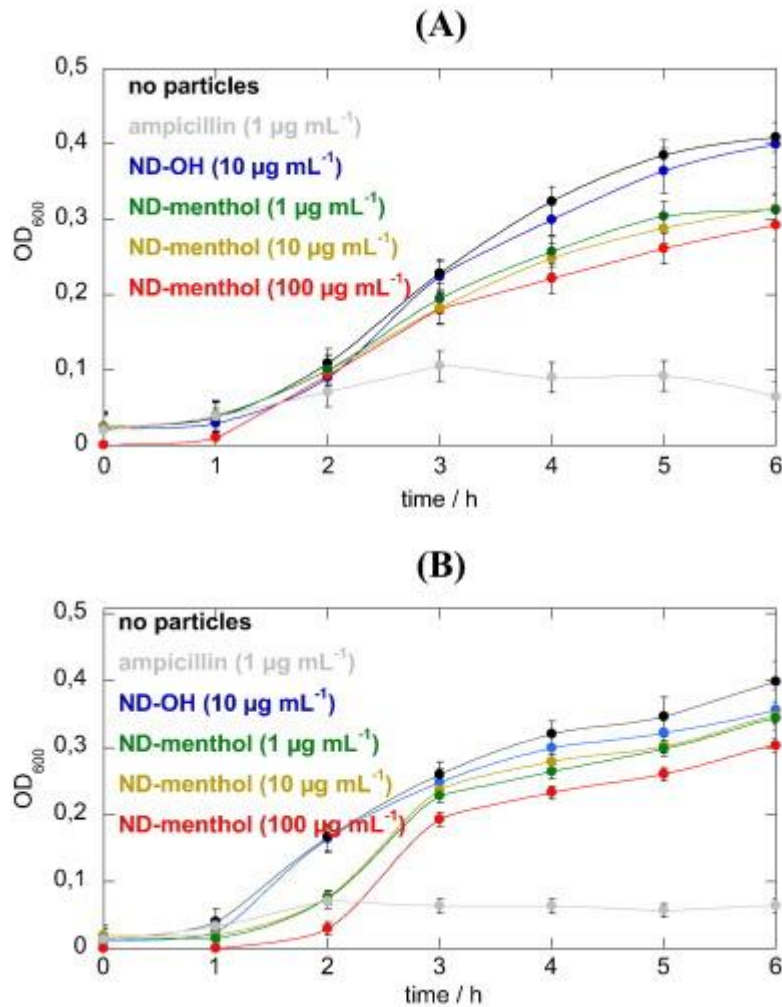 (A)
0,5
no particles
ampicillin (1 µg mL⁻¹)
0,4
ND-OH (10 µg mL⁻¹)
0,3
ND-menthol (1 µg mL⁻¹)
ND-menthol (10 µg mL⁻¹)
0,2
ND-menthol (100 µg mL⁻¹)
0,1
0
OD₆₀₀
0 1 2 3 4 5 6
time / h
(B)
0,5
no particles
ampicillin (1 µg mL⁻¹)
0,4
ND-OH (10 µg mL⁻¹)
0,3
ND-menthol (1 µg mL⁻¹)
ND-menthol (10 µg mL⁻¹)
0,2
ND-menthol (100 µg mL⁻¹)
0,1
0
OD₆₀₀
0 1 2 3 4 5 6
time / h